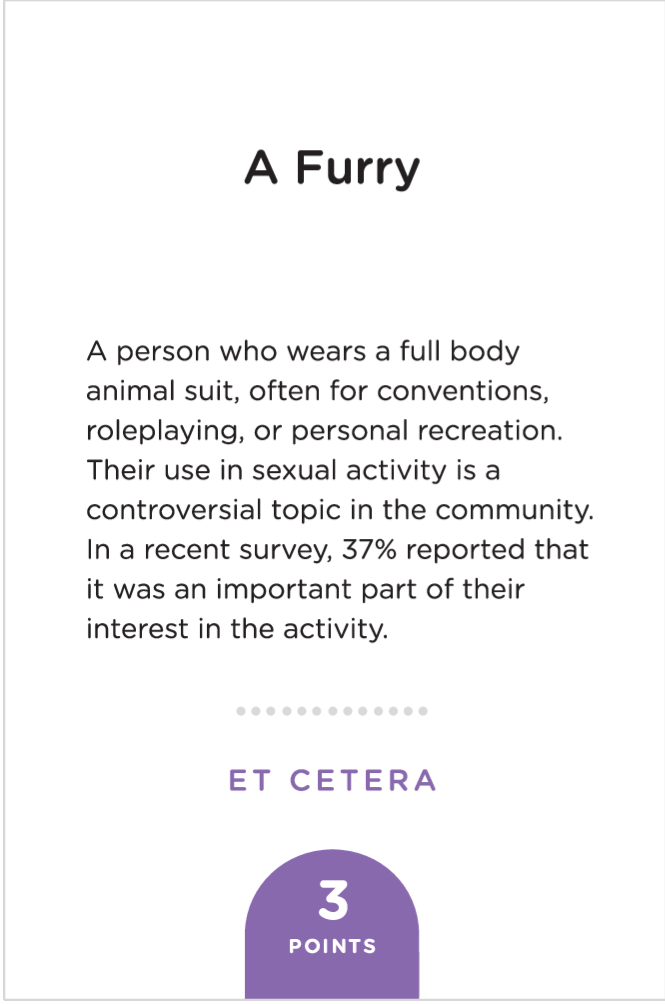 A Furry
A person who wears a full body
animal suit, often for conventions,
roleplaying, or personal recreation.
Their use in sexual activity is a
controversial topic in the community.
In a recent survey, 37% reported that
it was an important part of their
interest in the activity.
ET CETERA
3
POINTS